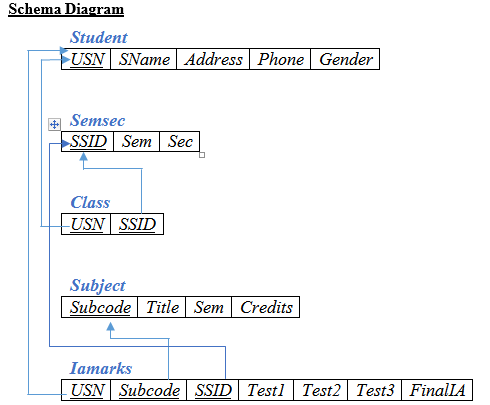 Schema Diagram
Student
USN SName Address Phone Gender
Semsec
SSID Sem Sec
Class
USN SSID
Subject
Subcode Title Sem Credits
Iamarks
USN Subcode SSID Test1 Test2 Test3 FinalIA